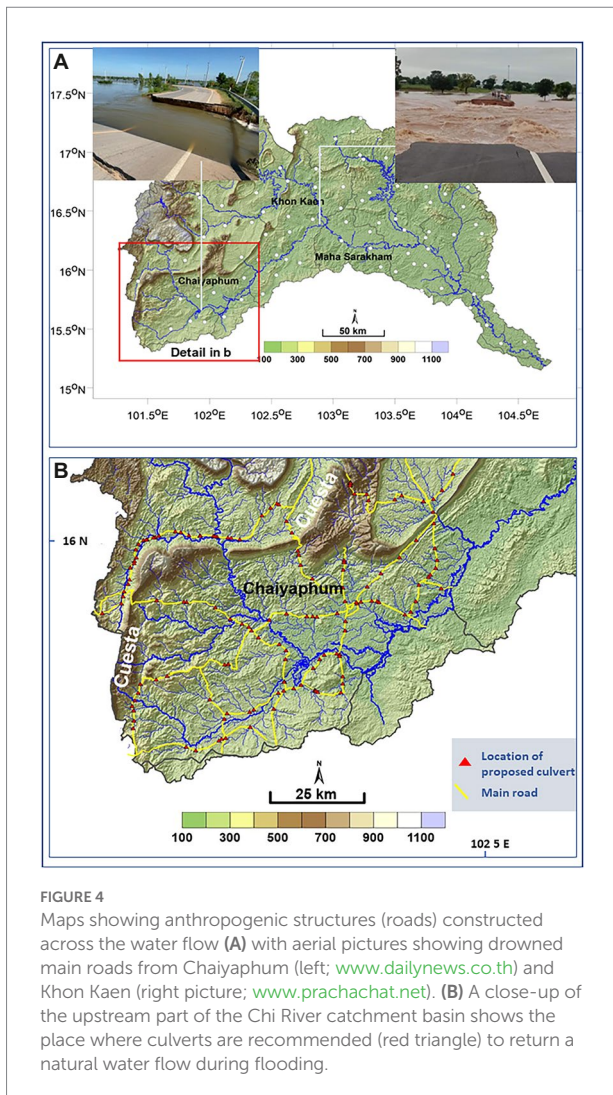 A
17.5°N
17°N
16.5°N
16°N
15.5°N
15°N
Khon Kaen
Maha Sarakham
Chaiyaphum
Detail in b
N
50 km
100 300 500 700 900 1100
101.5°E 102°E 102.5°E 103°E 103.5°E 104°E 104.5°E
B
16 N
Cuesta
Chaiyaphum
Cuesta
Location of
proposed culvert
Main road
N
25 km
100 300 500 700 900 1100
102 5 E
FIGURE 4
Maps showing anthropogenic structures (roads) constructed
across the water flow (A) with aerial pictures showing drowned
main roads from Chaiyaphum (left; www.dailynews.co.th) and
Khon Kaen (right picture; www.prachachat.net). (B) A close-up of
the upstream part of the Chi River catchment basin shows the
place where culverts are recommended (red triangle) to return a
natural water flow during flooding.